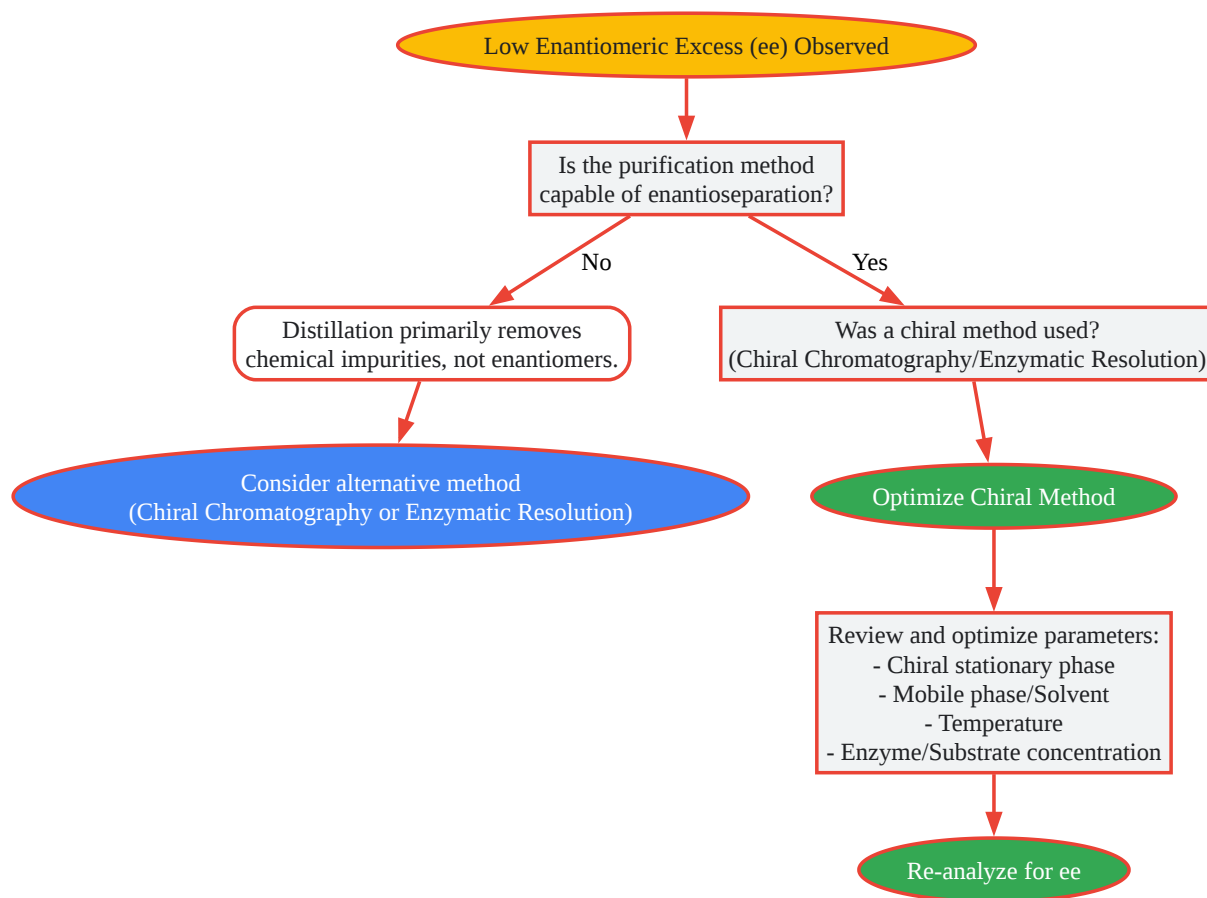 Low Enantiomeric Excess (ee) Observed
Is the purification method
capable of enantioseparation?
No
Yes
Distillation primarily removes
chemical impurities, not enantiomers.
Was a chiral method used?
(Chiral Chromatography/Enzymatic Resolution)
Consider alternative method
(Chiral Chromatography or Enzymatic Resolution)
Optimize Chiral Method
Review and optimize parameters:
- Chiral stationary phase
- Mobile phase/Solvent
- Temperature
- Enzyme/Substrate concentration
Re-analyze for ee